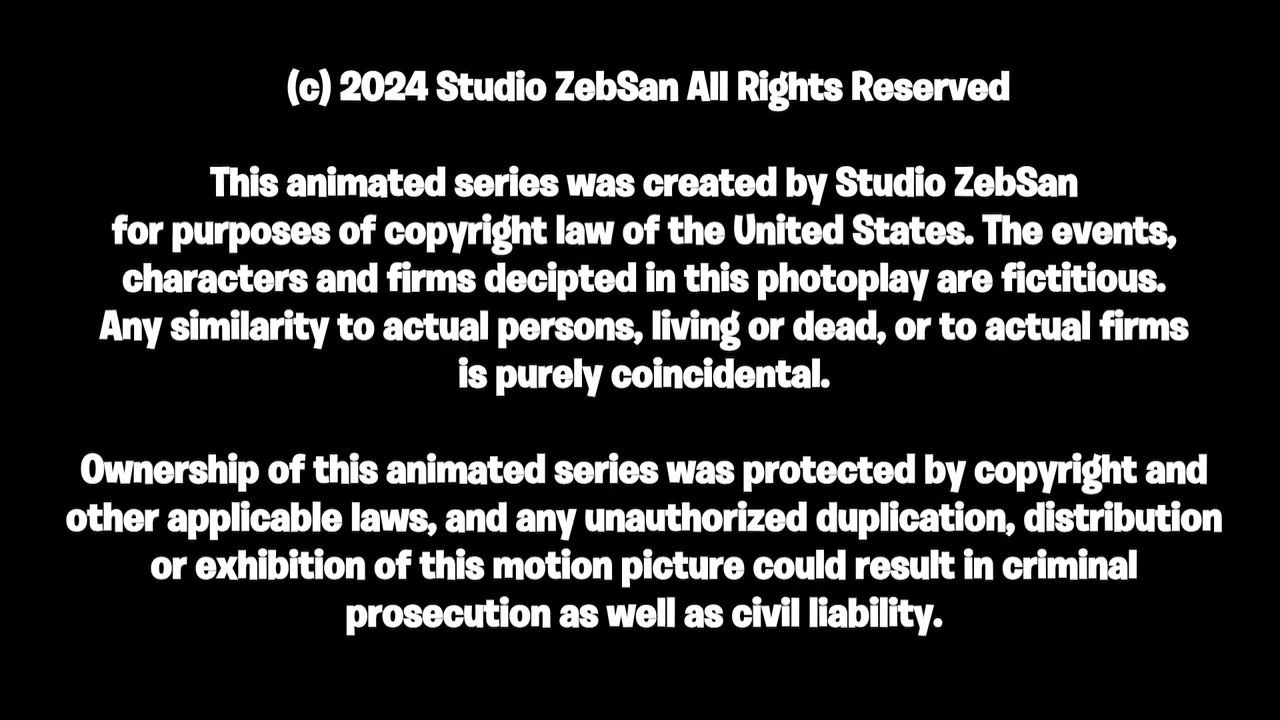 (c) 2024 Studio ZebSan All Rights Reserved
This animated series was created by Studio ZebSan
for purposes of copyright law of the United States. The events,
characters and firms decipted in this photoplay are fictitious.
Any similarity to actual persons, living or dead, or to actual firms
is purely coincidental.
Ownership of this animated series was protected by copyright and
other applicable laws, and any unauthorized duplication, distribution
or exhibition of this motion picture could result in criminal
prosecution as well as civil liability.